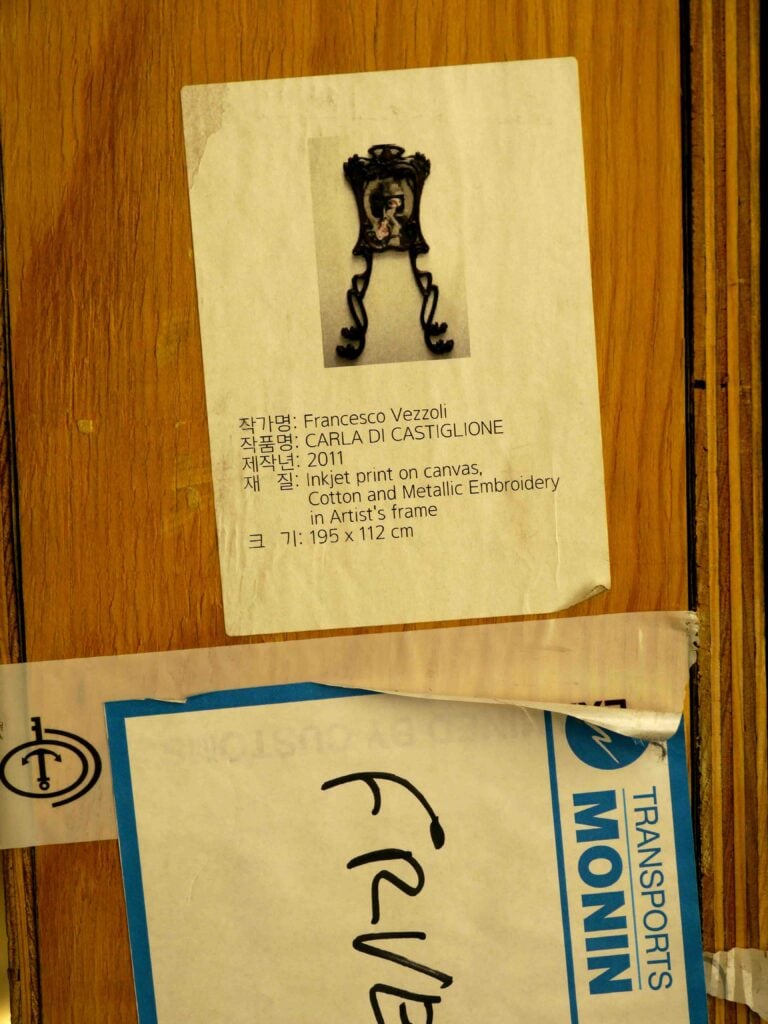 작가명: Francesco Vezzoli
작품명: CARLA DI CASTIGLIONE
제작년: 2011
재 질: Inkjet print on canvas,
Cotton and Metallic Embroidery
in Artist's frame
크 기: 195 x 112 cm
TRANSPORTS
MONIN
FRVE